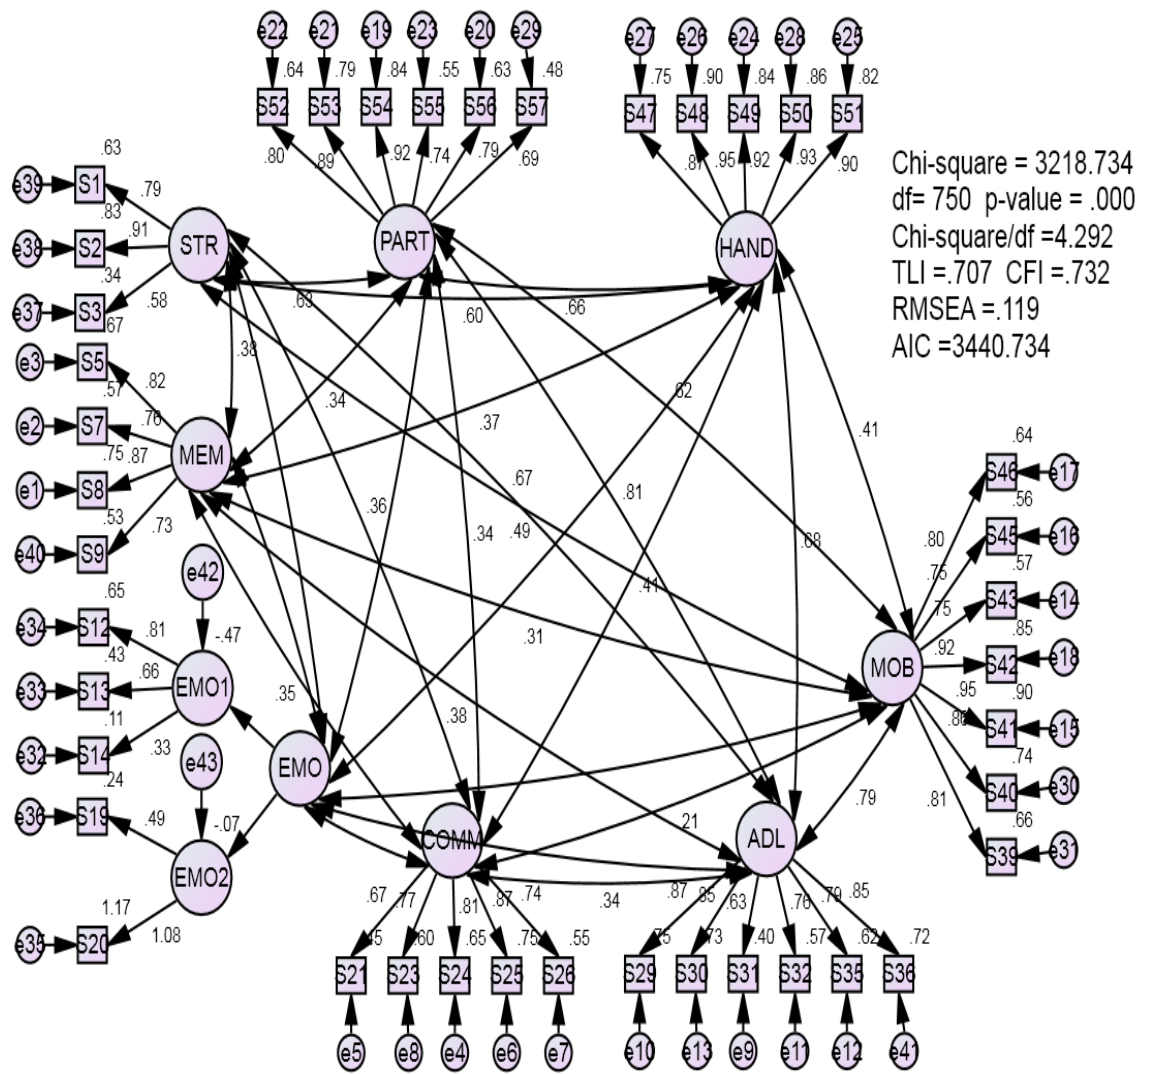 e22 e21 e19 e23 e20 e29
.64 .79 .84 .55 .63 .48
S52 S53 S54 S55 S56 S57
.80 .89 .92 .74 .79 .69
PART
e27 e26 e24 e28 e25
.75 .90 .84 .86 .82
S47 S48 S49 S50 S51
.87 .95 .92 .93 .90
HAND
Chi-square = 3218.734
df= 750 p-value = .000
Chi-square/df =4.292
TLI =.707 CFI =.732
RMSEA =.119
AIC =3440.734
.63
e39 S1 .79
.83
e38 S2 .91
STR
.34
e37 S3 .58
.67
e3 S5 .82
.57
e2 S7 .76
MEM
.75 .87
e1 S8
.53
e40 S9 .73
e42
.65
e34 S12 .81 -.47
.43
e33 S13 .66 EMO1
.11
e32 S14 .33
e43
.24
e36 S19 .49 -.07
EMO2
1.17
e35 S20 1.08
EMO
.63 .60 .66
.38
.34 .37 .62 .41
.67 .81
.36 .34 .49 .68
.41
.31
.35
.38
.21
.79
.34
.64
S46 e17
.56
.80 S45 e16
.57
.75 S43 e14
.75
.85
MOB .92 S42 e18
.90
.95 S41 e15
.86
.74
S40 e30
.81 .66
S39 e31
COMM
.67 .77 .81 .87 .74
.45 .60 .65 .75 .55
S21 S23 S24 S25 S26
e5 e8 e4 e6 e7
ADL
.87 .85 .63 .76 .79 .85
.75 .73 .40 .57 .62 .72
S29 S30 S31 S32 S35 S36
e10 e13 e9 e11 e12 e41